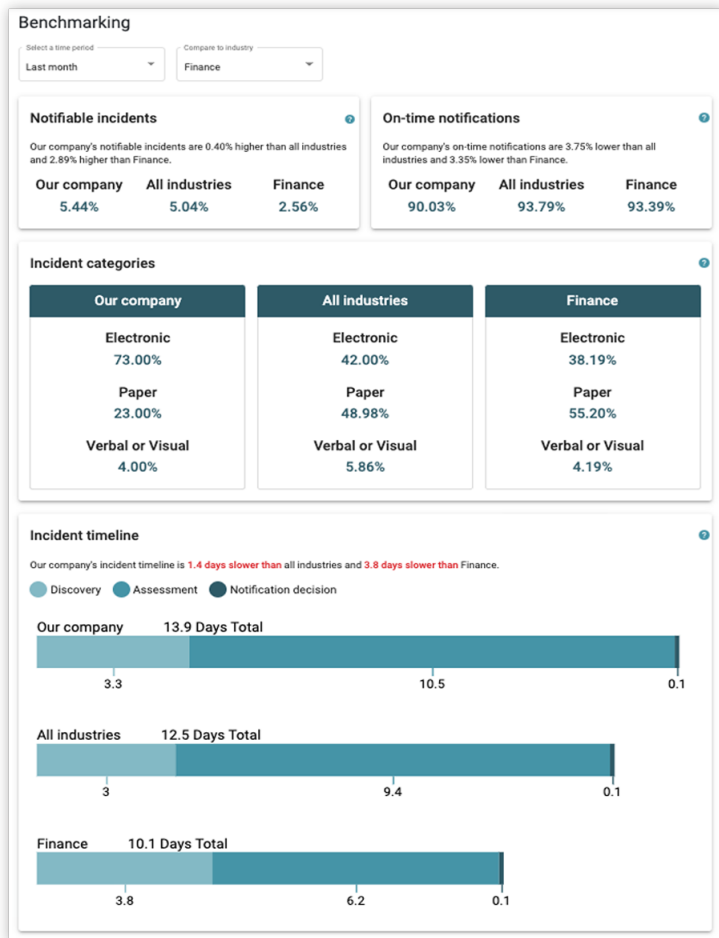 Benchmarking
Select a time period
Last month
Compare to industry
Finance
Notifiable incidents
?
Our company's notifiable incidents are 0.40% higher than all industries
and 2.89% higher than Finance.
Our company All industries Finance
5.44% 5.04% 2.56%
On-time notifications
?
Our company's on-time notifications are 3.75% lower than all
industries and 3.35% lower than Finance.
Our company All industries Finance
90.03% 93.79% 93.39%
Incident categories
?
Our company
Electronic
73.00%
Paper
23.00%
Verbal or Visual
4.00%
All industries
Electronic
42.00%
Paper
48.98%
Verbal or Visual
5.86%
Finance
Electronic
38.19%
Paper
55.20%
Verbal or Visual
4.19%
Incident timeline
?
Our company's incident timeline is 1.4 days slower than all industries and 3.8 days slower than Finance.
Discovery Assessment Notification decision
Our company 13.9 Days Total
3.3 10.5 0.1
All industries 12.5 Days Total
3 9.4 0.1
Finance 10.1 Days Total
3.8 6.2 0.1